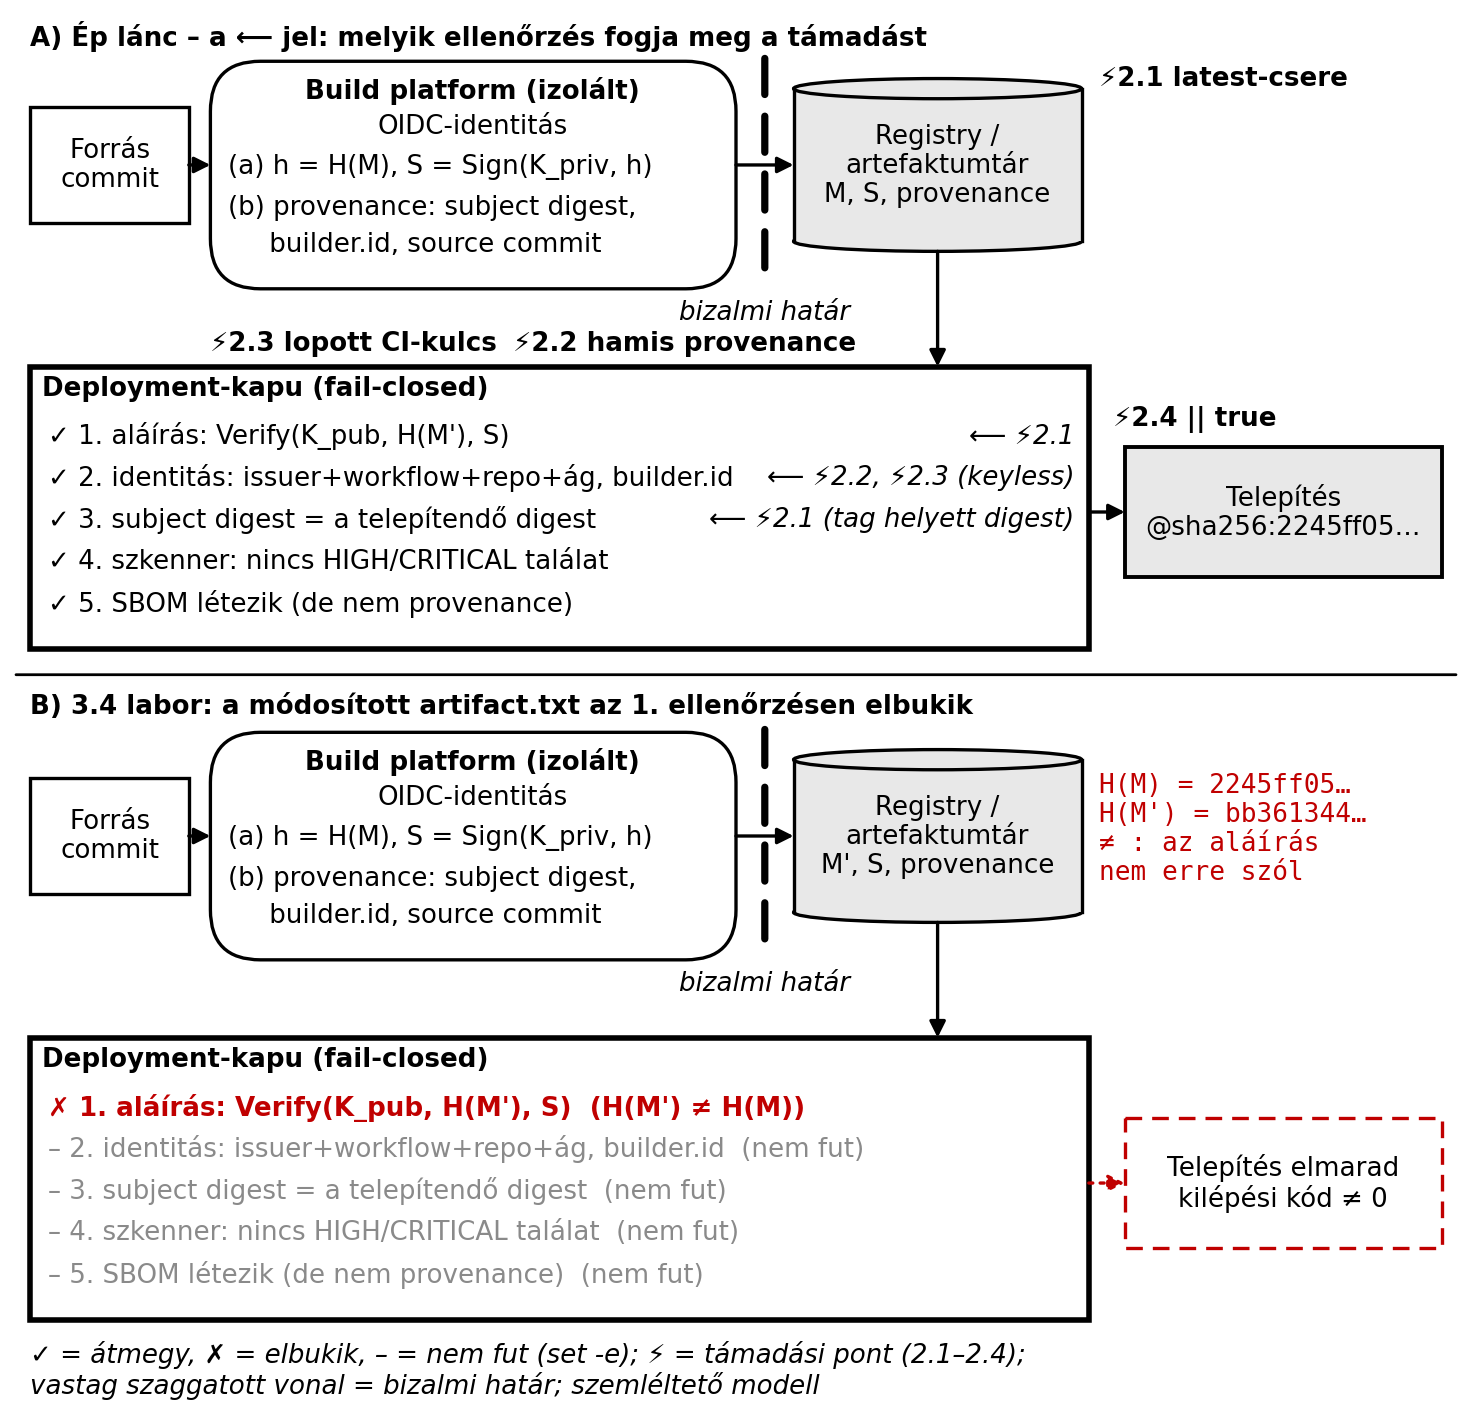 A) Ép lánc – a ⟵ jel: melyik ellenőrzés fogja meg a támadást
⚡2.1 latest-csere
Forrás
commit
Build platform (izolált)
OIDC-identitás
(a) h = H(M), S = Sign(K_priv, h)
(b) provenance: subject digest,
builder.id, source commit
Registry /
artefaktumtár
M, S, provenance
bizalmi határ
⚡2.3 lopott CI-kulcs ⚡2.2 hamis provenance
Deployment-kapu (fail-closed)
✓ 1. aláírás: Verify(K_pub, H(M'), S) ⟵ ⚡2.1
✓ 2. identitás: issuer+workflow+repo+ág, builder.id ⟵ ⚡2.2, ⚡2.3 (keyless)
✓ 3. subject digest = a telepítendő digest ⟵ ⚡2.1 (tag helyett digest)
✓ 4. szkenner: nincs HIGH/CRITICAL találat
✓ 5. SBOM létezik (de nem provenance)
⚡2.4 || true
Telepítés
@sha256:2245ff05…
B) 3.4 labor: a módosított artifact.txt az 1. ellenőrzésen elbukik
Forrás
commit
Build platform (izolált)
OIDC-identitás
(a) h = H(M), S = Sign(K_priv, h)
(b) provenance: subject digest,
builder.id, source commit
Registry /
artefaktumtár
M', S, provenance
H(M) = 2245ff05…
H(M') = bb361344…
≠ : az aláírás
nem erre szól
bizalmi határ
Deployment-kapu (fail-closed)
✗ 1. aláírás: Verify(K_pub, H(M'), S) (H(M') ≠ H(M))
– 2. identitás: issuer+workflow+repo+ág, builder.id (nem fut)
– 3. subject digest = a telepítendő digest (nem fut)
– 4. szkenner: nincs HIGH/CRITICAL találat (nem fut)
– 5. SBOM létezik (de nem provenance) (nem fut)
Telepítés elmarad
kilépési kód ≠ 0
✓ = átmegy, ✗ = elbukik, – = nem fut (set -e); ⚡ = támadási pont (2.1–2.4);
vastag szaggatott vonal = bizalmi határ; szemléltető modell